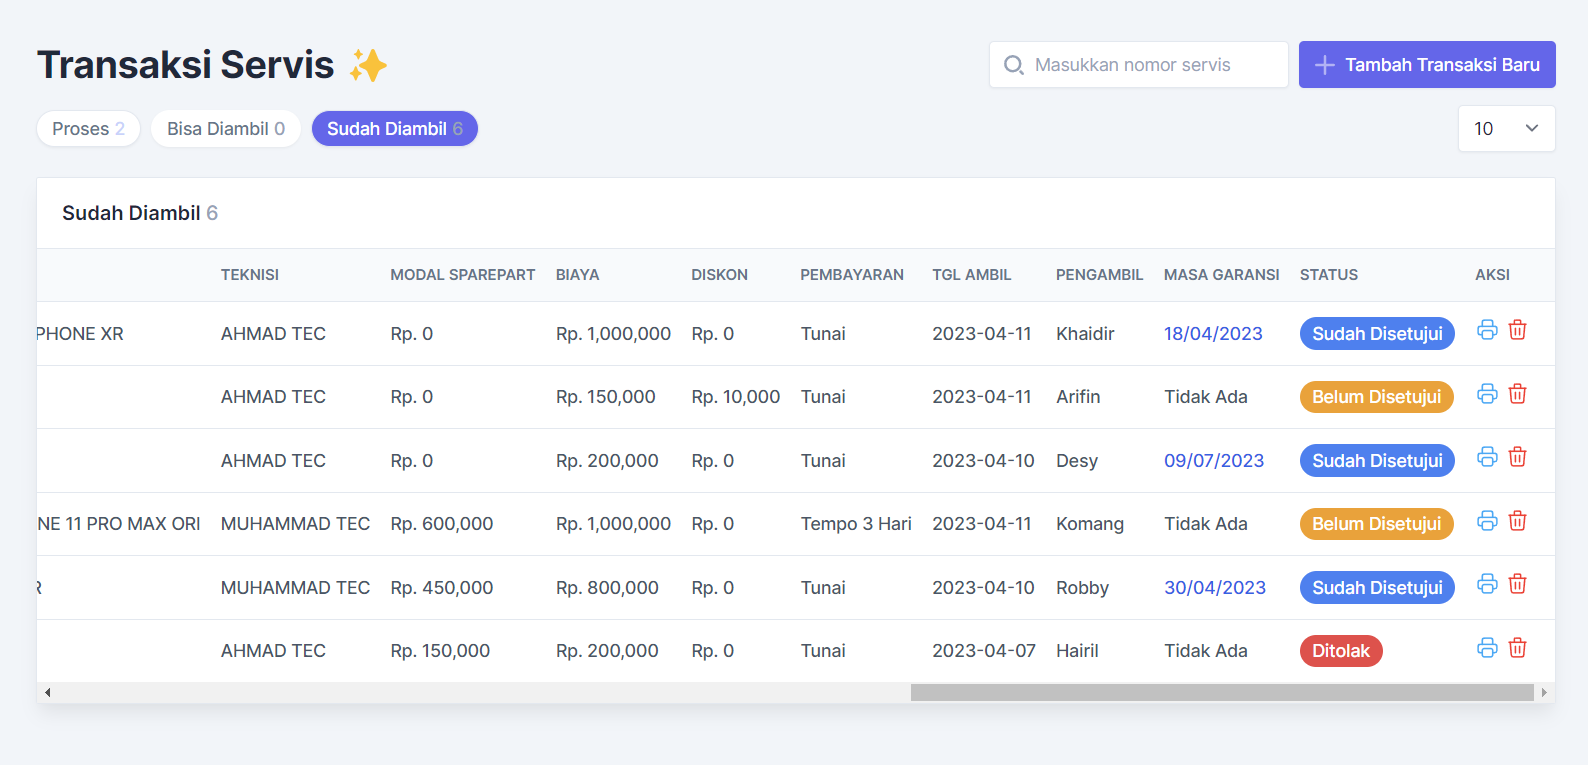 Transaksi Servis
Masukkan nomor servis
Tambah Transaksi Baru
Proses 2
Bisa Diambil 0
Sudah Diambil 6
10
Sudah Diambil 6
TEKNISI MODAL SPAREPART BIAYA DISKON PEMBAYARAN TGL AMBIL PENGAMBIL MASA GARANSI STATUS AKSI
PHONE XR AHMAD TEC Rp. 0 Rp. 1,000,000 Rp. 0 Tunai 2023-04-11 Khaidir 18/04/2023 Sudah Disetujui
AHMAD TEC Rp. 0 Rp. 150,000 Rp. 10,000 Tunai 2023-04-11 Arifin Tidak Ada Belum Disetujui
AHMAD TEC Rp. 0 Rp. 200,000 Rp. 0 Tunai 2023-04-10 Desy 09/07/2023 Sudah Disetujui
NE 11 PRO MAX ORI MUHAMMAD TEC Rp. 600,000 Rp. 1,000,000 Rp. 0 Tempo 3 Hari 2023-04-11 Komang Tidak Ada Belum Disetujui
R MUHAMMAD TEC Rp. 450,000 Rp. 800,000 Rp. 0 Tunai 2023-04-10 Robby 30/04/2023 Sudah Disetujui
AHMAD TEC Rp. 150,000 Rp. 200,000 Rp. 0 Tunai 2023-04-07 Hairil Tidak Ada Ditolak